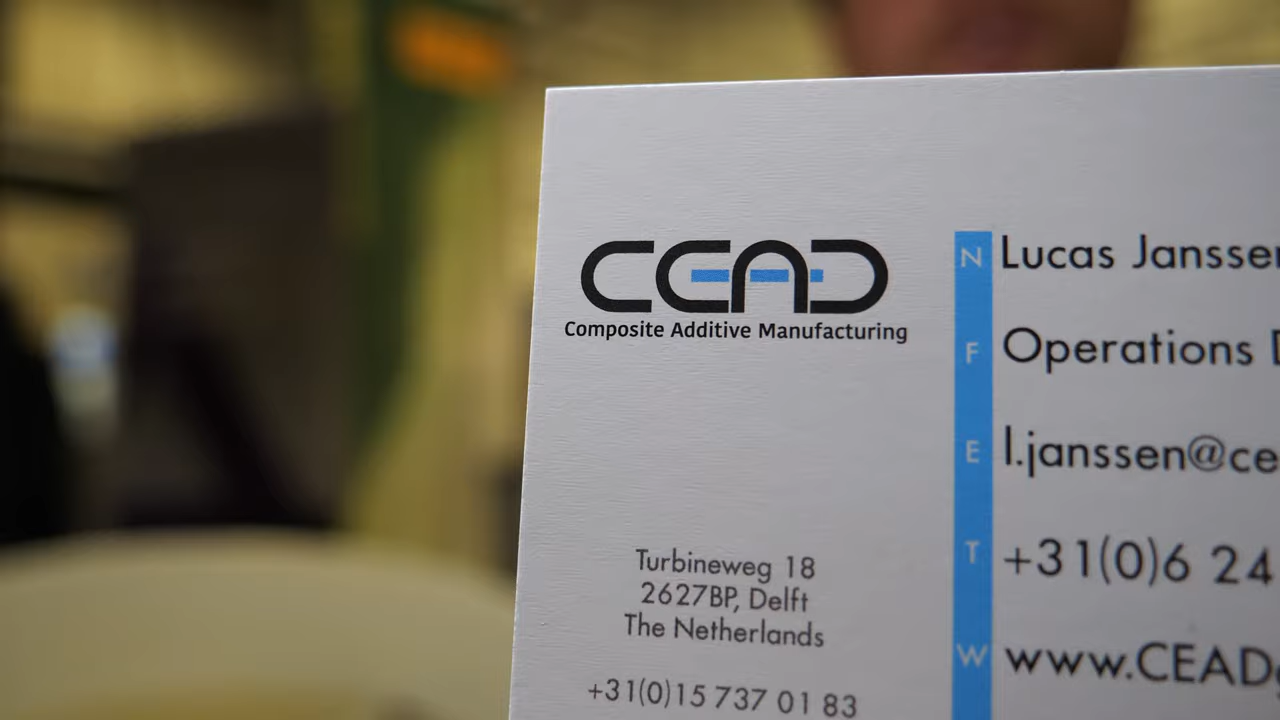 CEAD
Composite Additive Manufacturing
Turbineweg 18
2627BP, Delft
The Netherlands
+31(0)15 737 01 83
N Lucas Janssen
F Operations
E l.janssen@ce
T +31(0)6 24
W www.CEAD